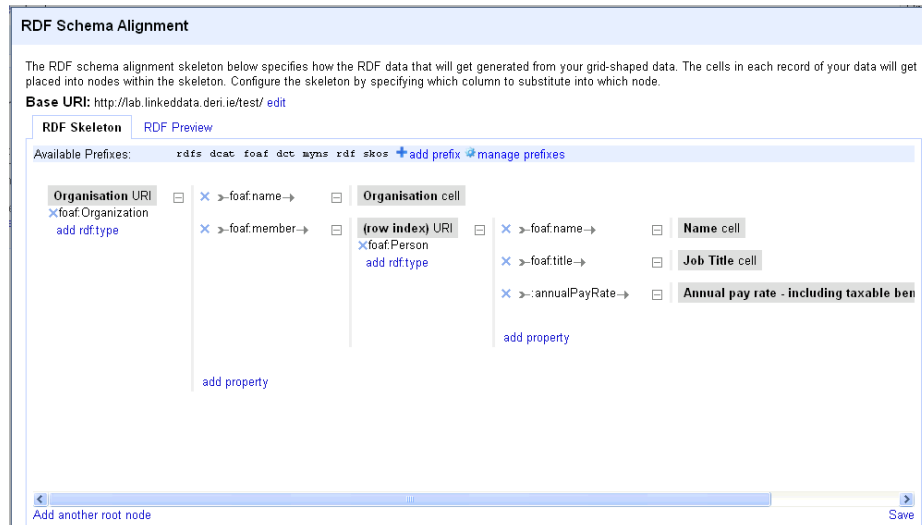 RDF Schema Alignment
The RDF schema alignment skeleton below specifies how the RDF data that will get generated from your grid-shaped data. The cells in each record of your data will get
placed into nodes within the skeleton. Configure the skeleton by specifying which column to substitute into which node.
Base URI: http://lab.linkeddata.deri.ie/test/ edit
RDF Skeleton RDF Preview
Available Prefixes: rdfs dcat foaf dct myns rdf skos add prefix manage prefixes
Organisation URI foaf:name Organisation cell
foaf:Organization
add rdf:type foaf:member (row index) URI foaf:name Name cell
foaf:Person
add rdf:type foaf:title Job Title cell
:annualPayRate Annual pay rate - including taxable ben
add property
add property
Add another root node Save